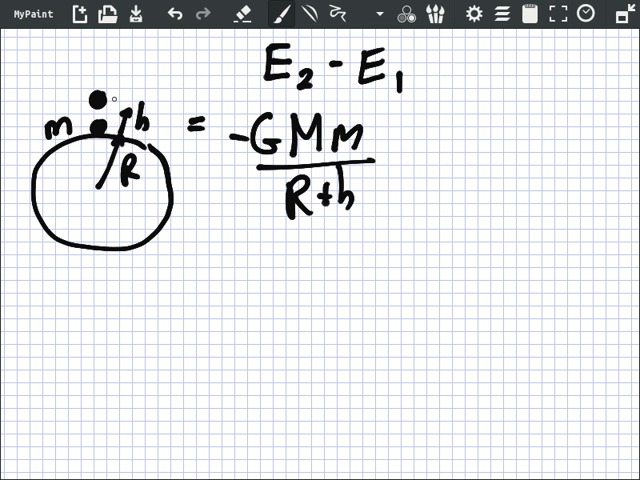 MyPaint
E₂ - E₁
m h = -GMm
R R+h